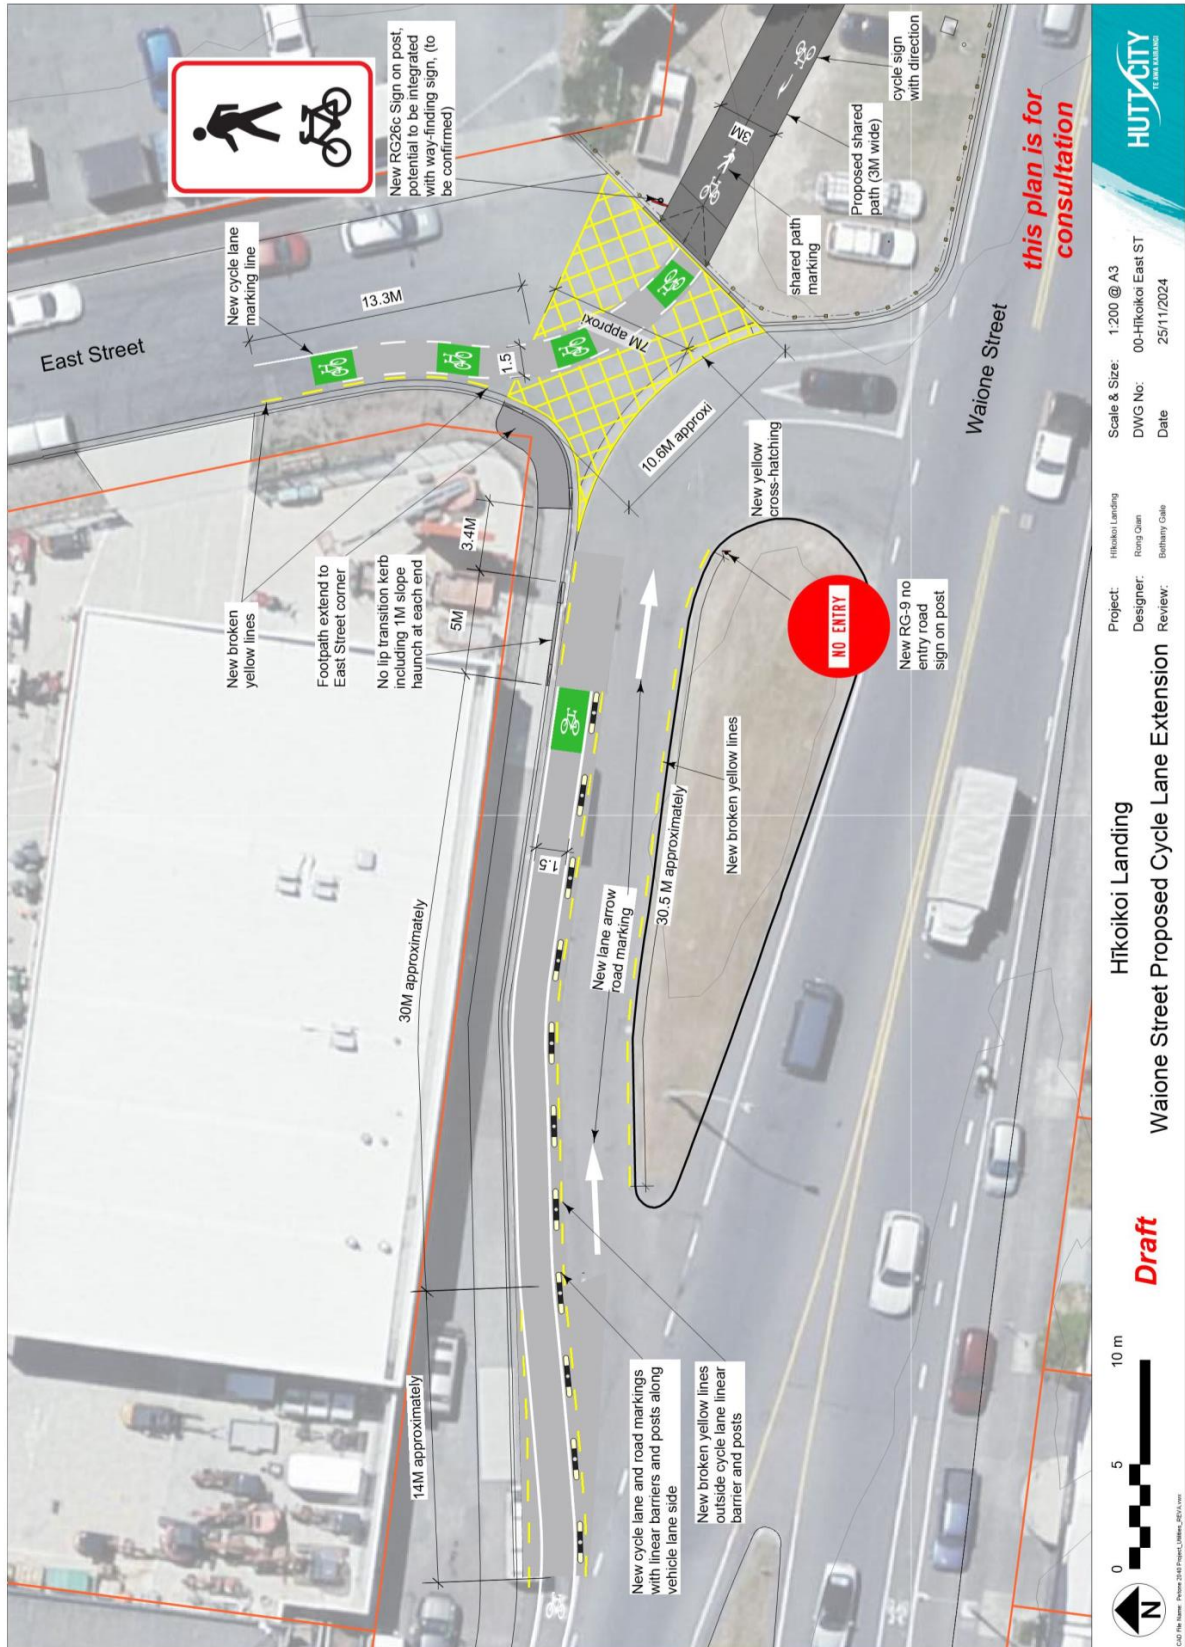 New RG26c Sign on post,
potential to be integrated
with way-finding sign, (to
be confirmed)
New cycle lane
marking line
East Street
13.3M
1.5
7M approxi
10.6M approxi
3M
cycle sign
with direction
Proposed shared
path (3M wide)
shared path
marking
Waione Street
New yellow
cross-hatching
New broken
yellow lines
Footpath extend to
East Street corner
No lip transition kerb
including 1M slope
haunch at each end
3.4M
5M
NO ENTRY
New RG-9 no
entry road
sign on post
New broken yellow lines
30.5 M approximately
1.5
New lane arrow
road marking
30M approximately
14M approximately
New cycle lane and road markings
with linear barriers and posts along
vehicle lane side
New broken yellow lines
outside cycle lane linear
barrier and posts
this plan is for
consultation
N
0 5 10 m
Draft
Hīkoikoi Landing
Waione Street Proposed Cycle Lane Extension
Project: Hīkoikoi Landing
Designer: Rong Qian
Review: Bethany Gale
Scale & Size: 1:200 @ A3
DWG No: 00-Hīkoikoi East ST
Date 25/11/2024
HUTT CITY
TE AWA KAIRANGI